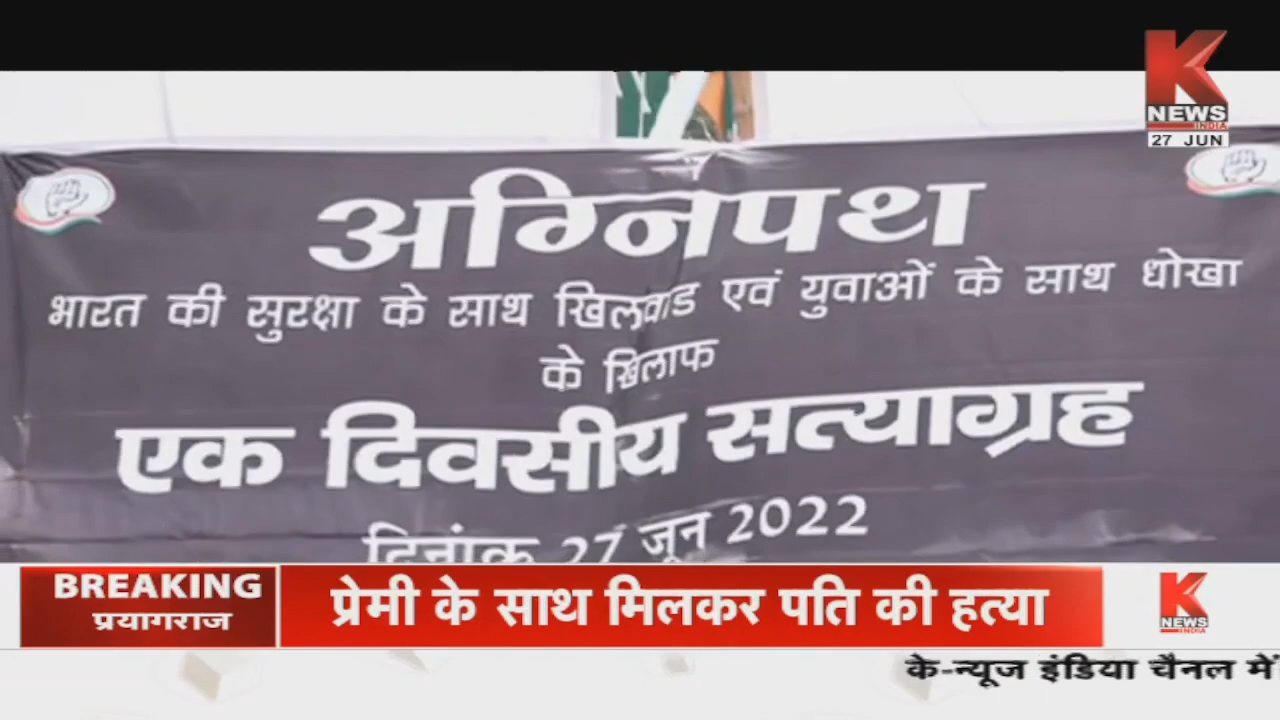 K
NEWS
INDIA
27 JUN
अग्निपथ
भारत की सुरक्षा के साथ खिलवाड एवं युवाओं के साथ धोखा
के खिलाफ
एक दिवसीय सत्याग्रह
दिनांक 27 जून 2022
BREAKING
प्रयागराज
प्रेमी के साथ मिलकर पति की हत्या
K
NEWS
INDIA
के-न्यूज इंडिया चैनल में